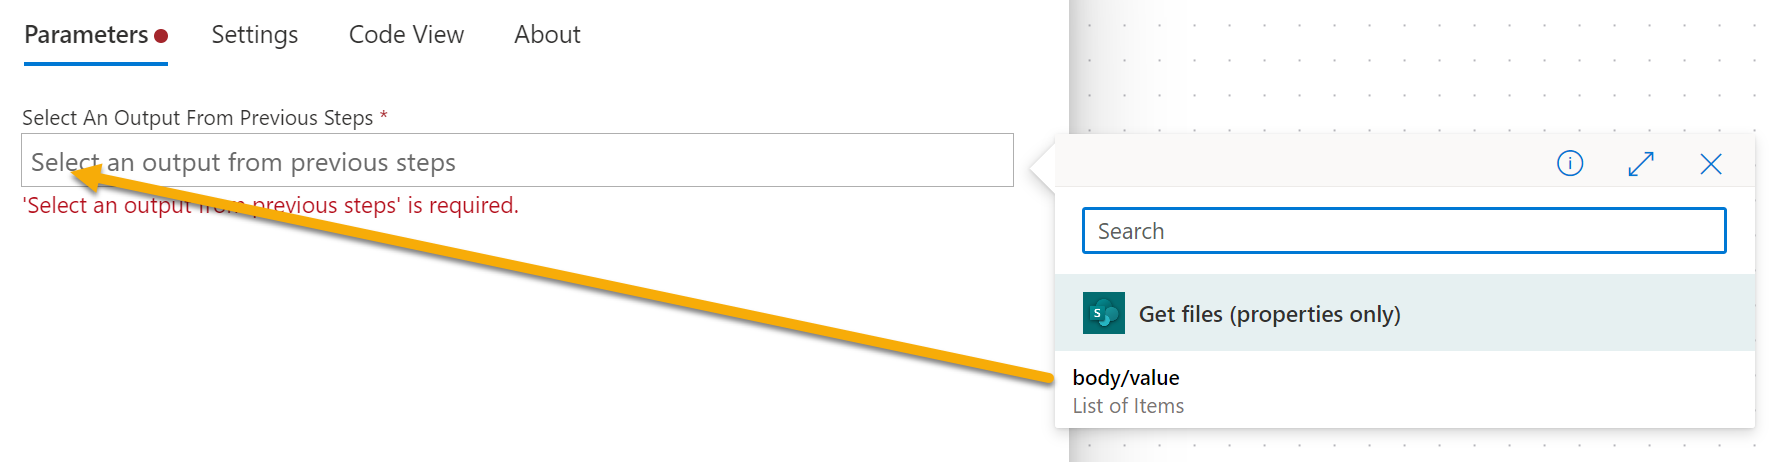 Parameters Settings Code View About
Select An Output From Previous Steps *
Select an output from previous steps
'Select an output from previous steps' is required.
Search
S
Get files (properties only)
body/value
List of Items